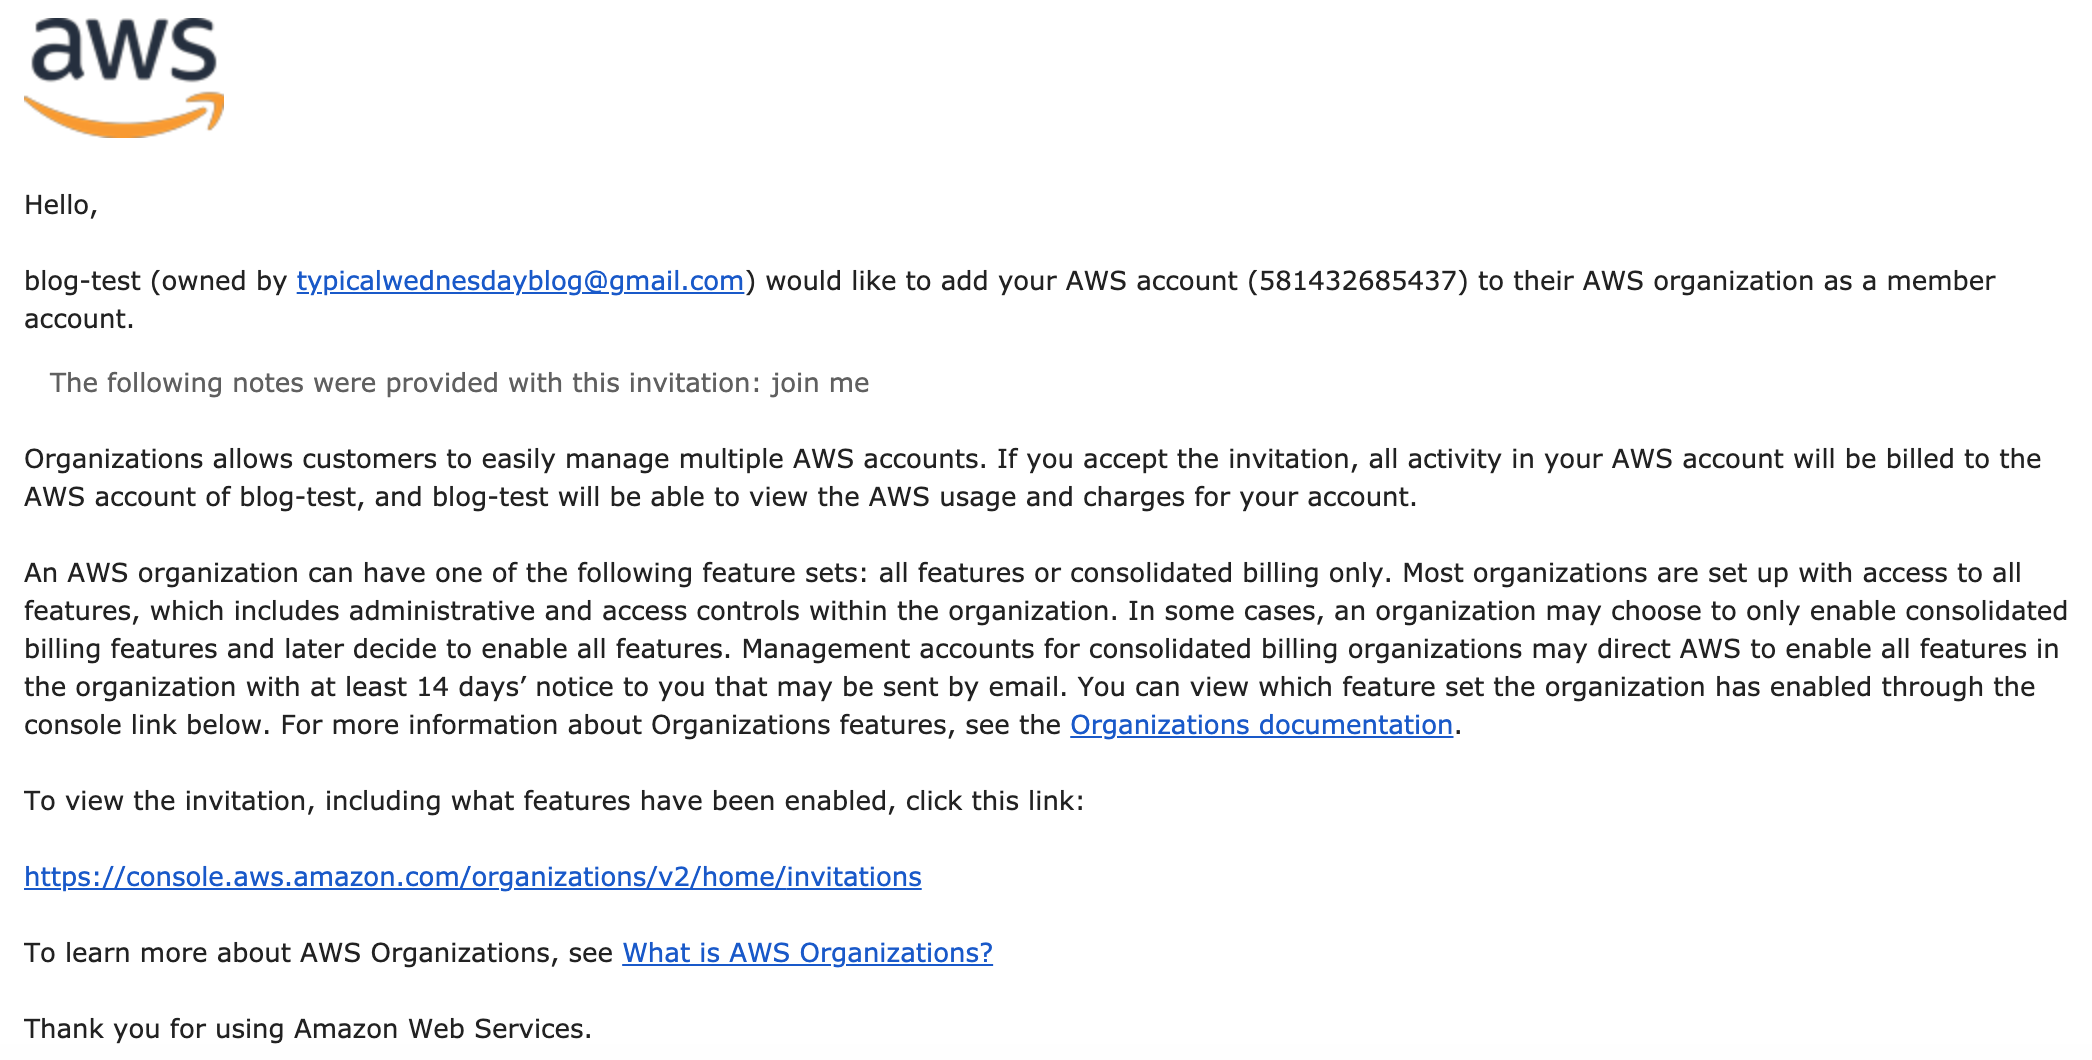 aws
Hello,
blog-test (owned by typicalwednesdayblog@gmail.com) would like to add your AWS account (581432685437) to their AWS organization as a member
account.
The following notes were provided with this invitation: join me
Organizations allows customers to easily manage multiple AWS accounts. If you accept the invitation, all activity in your AWS account will be billed to the
AWS account of blog-test, and blog-test will be able to view the AWS usage and charges for your account.
An AWS organization can have one of the following feature sets: all features or consolidated billing only. Most organizations are set up with access to all
features, which includes administrative and access controls within the organization. In some cases, an organization may choose to only enable consolidated
billing features and later decide to enable all features. Management accounts for consolidated billing organizations may direct AWS to enable all features in
the organization with at least 14 days’ notice to you that may be sent by email. You can view which feature set the organization has enabled through the
console link below. For more information about Organizations features, see the Organizations documentation.
To view the invitation, including what features have been enabled, click this link:
https://console.aws.amazon.com/organizations/v2/home/invitations
To learn more about AWS Organizations, see What is AWS Organizations?
Thank you for using Amazon Web Services.